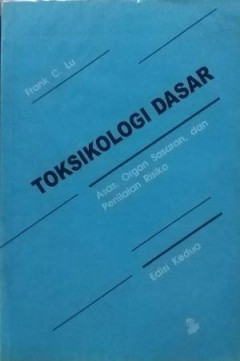 Frank C. Lu
TOKSIKOLOGI DASAR
Asas, Organ Sasaran, dan
Penilaian Risiko
Edisi Kedua